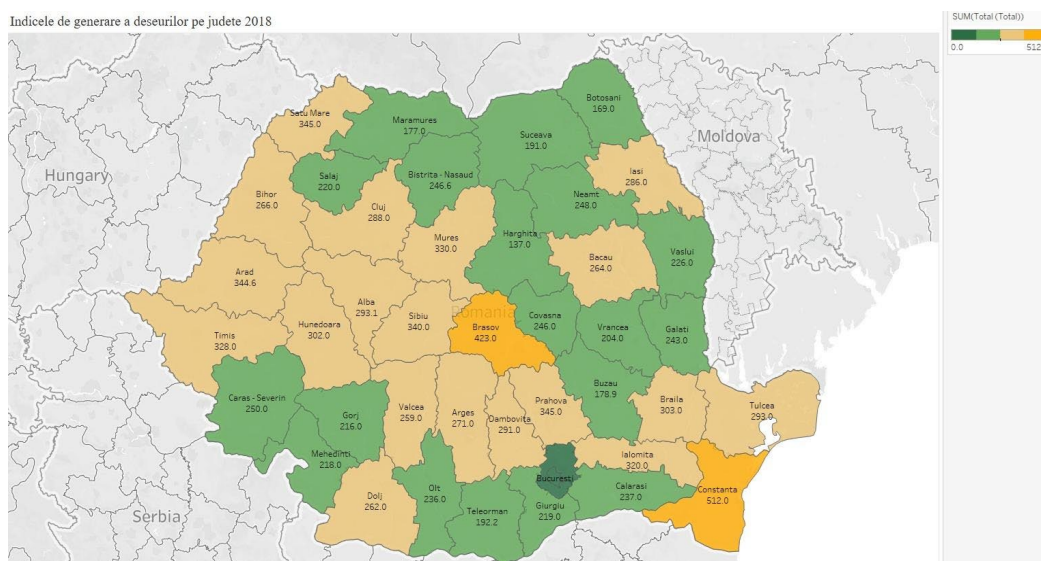 Indicele de generare a deseurilor pe judete 2018
SUM(Total (Total))
0.0
512
Botosani
169.0
Satu Mare
345.0
Maramures
177.0
Suceava
191.0
Moldova
Hungary
Salaj
220.0
Bistrita - Nasaud
246.6
Iasi
286.0
Bihor
266.0
Cluj
288.0
Neamt
248.0
Mures
330.0
Harghita
137.0
Bacau
264.0
Vaslui
226.0
Arad
344.6
Alba
293.1
Sibiu
340.0
Romania
Brasov
423.0
Covasna
246.0
Vrancea
204.0
Galati
243.0
Timis
328.0
Hunedoara
302.0
Caras - Severin
250.0
Gorj
216.0
Valcea
259.0
Arges
271.0
Dambovita
291.0
Prahova
345.0
Buzau
178.9
Braila
303.0
Tulcea
293.0
Mehedinti
218.0
Ialomita
320.0
Bucuresti
Dolj
262.0
Olt
236.0
Teleorman
192.2
Giurgiu
219.0
Calarasi
237.0
Constanta
512.0
Serbia